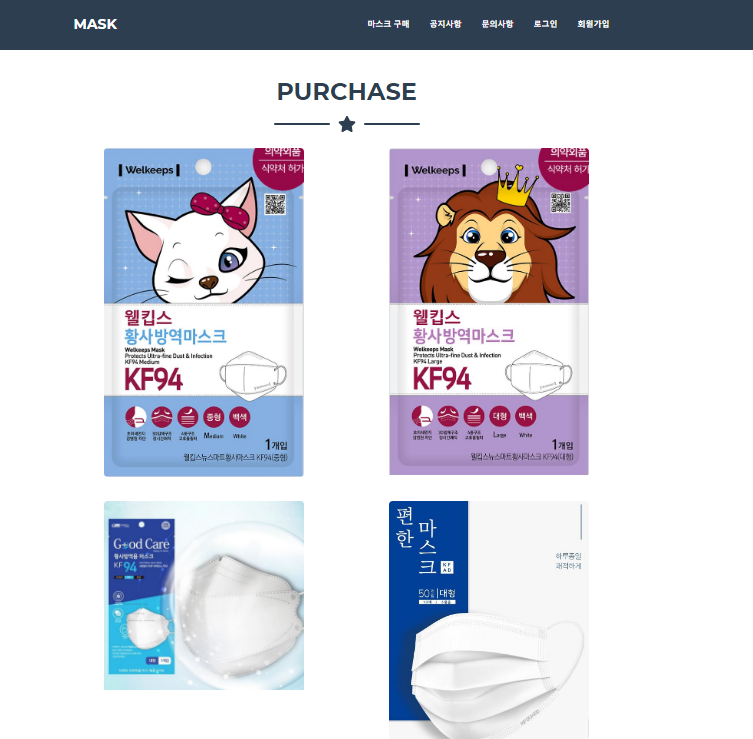 MASK
마스크 구매 공지사항 문의사항 로그인 회원가입
PURCHASE
의약외품
식약처 허가
Welkeeps
웰킵스
황사방역마스크
Welkeeps Mask
Protects Ultra-fine Dust & Infection
KF94 Medium
KF94
중형 백색
Medium White
1개입
웰킵스뉴스마트황사마스크 KF94(중형)
의약외품
식약처 허가
Welkeeps
웰킵스
황사방역마스크
Welkeeps Mask
Protects Ultra-fine Dust & Infection
KF94 Large
KF94
대형 백색
Large White
1개입
웰킵스뉴스마트황사마스크 KF94(대형)
Good Care
황사방역용 마스크
KF94
편한
마스크
KF
AD
50 대형
하루종일
쾌적하게